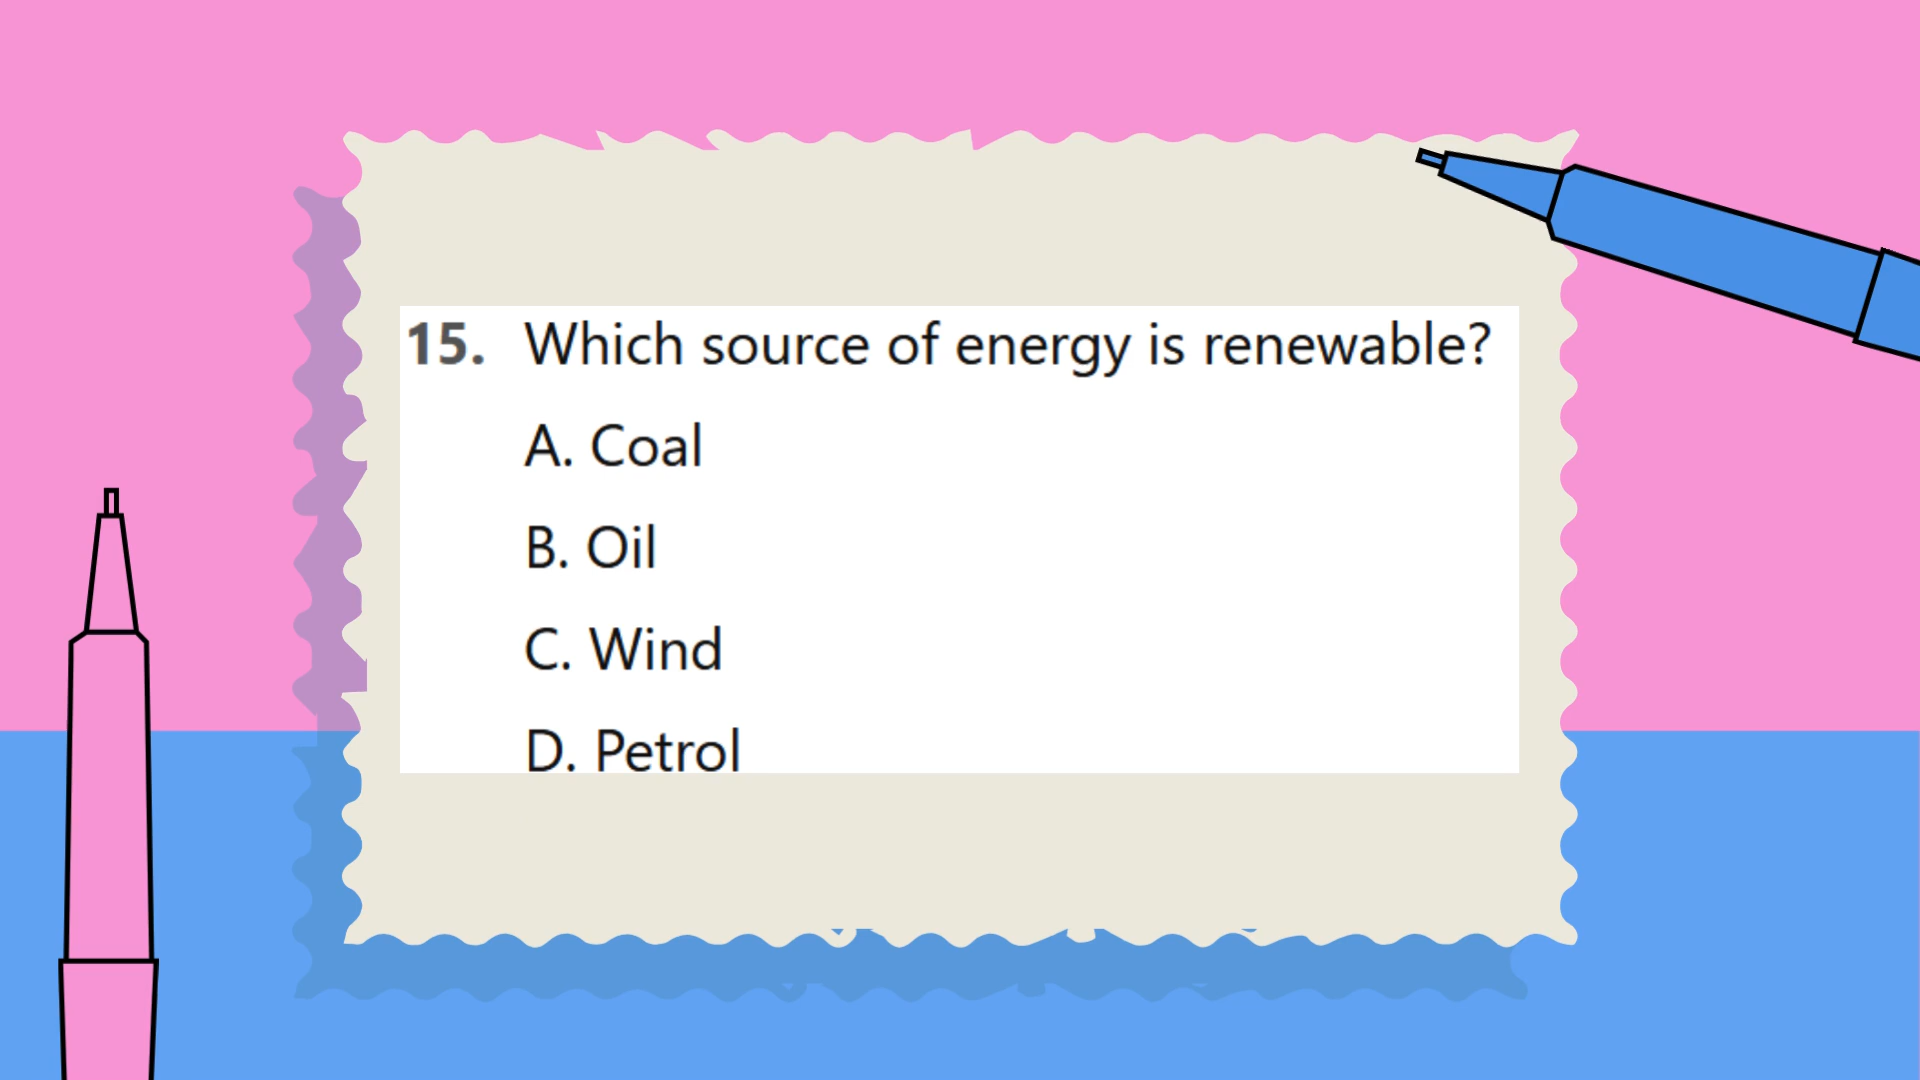 15. Which source of energy is renewable?
A. Coal
B. Oil
C. Wind
D. Petrol